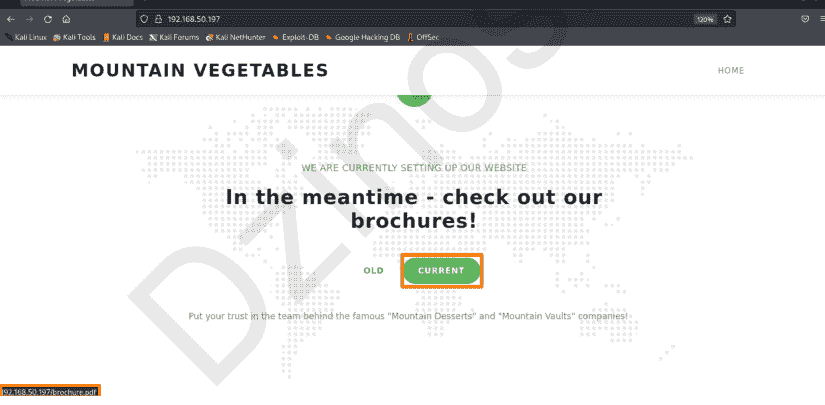 192.168.50.197
120%
Kali Linux Kali Tools Kali Docs Kali Forums Kali NetHunter Exploit-DB Google Hacking DB OffSec
MOUNTAIN VEGETABLES
HOME
WE ARE CURRENTLY SETTING UP OUR WEBSITE
In the meantime - check out our
brochures!
OLD CURRENT
Put your trust in the team behind the famous "Mountain Desserts" and "Mountain Vaults" companies!
192.168.50.197/brochure.pdf
Dzinos